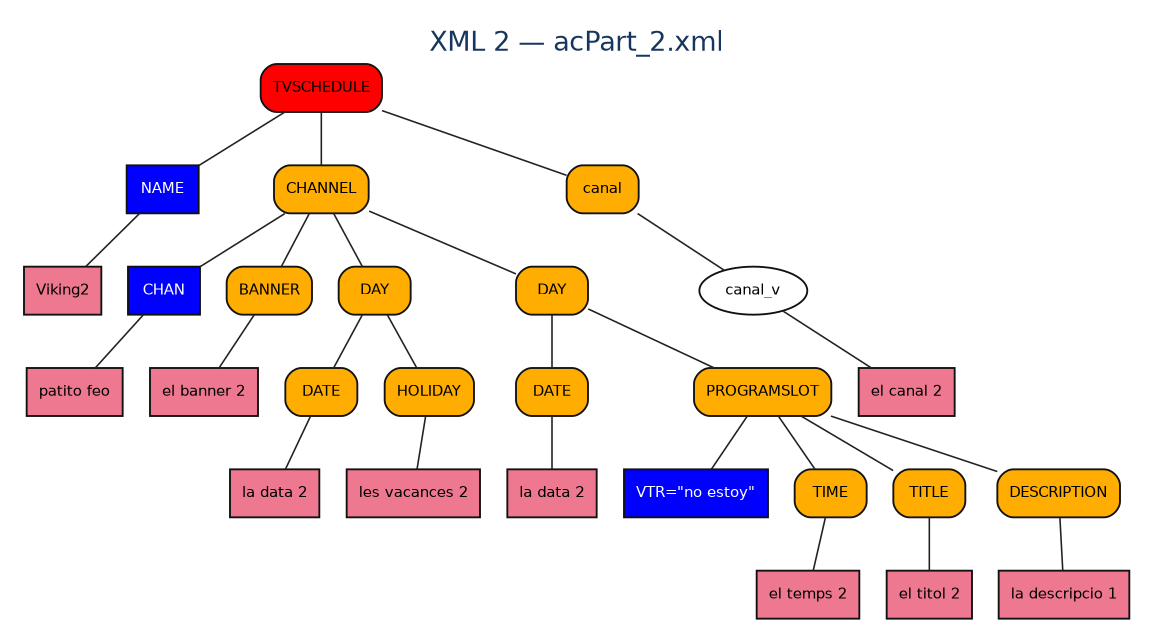 XML 2 — acPart_2.xml
TVSCHEDULE
NAME
CHANNEL
canal
Viking2
CHAN
BANNER
DAY
DAY
canal_v
patito feo
el banner 2
DATE
HOLIDAY
DATE
PROGRAMSLOT
el canal 2
la data 2
les vacances 2
la data 2
VTR="no estoy"
TIME
TITLE
DESCRIPTION
el temps 2
el titol 2
la descripcio 1